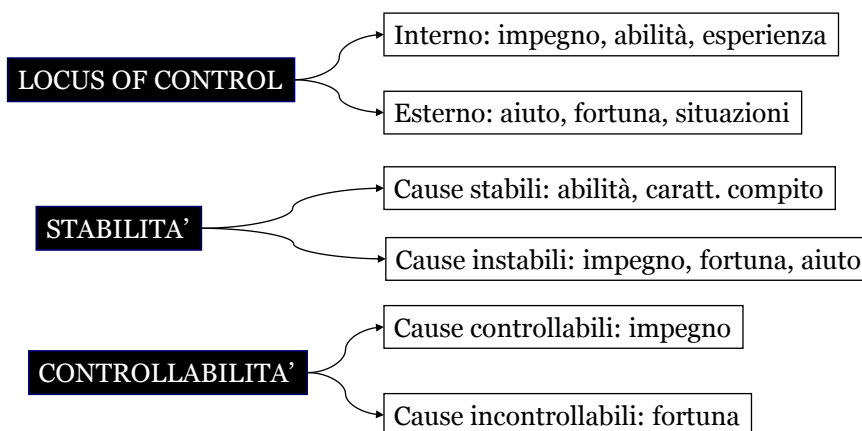 Interno: impegno, abilità, esperienza
LOCUS OF CONTROL
Esterno: aiuto, fortuna, situazioni
Cause stabili: abilità, caratt. compito
STABILITA’
Cause instabili: impegno, fortuna, aiuto
Cause controllabili: impegno
CONTROLLABILITA’
Cause incontrollabili: fortuna